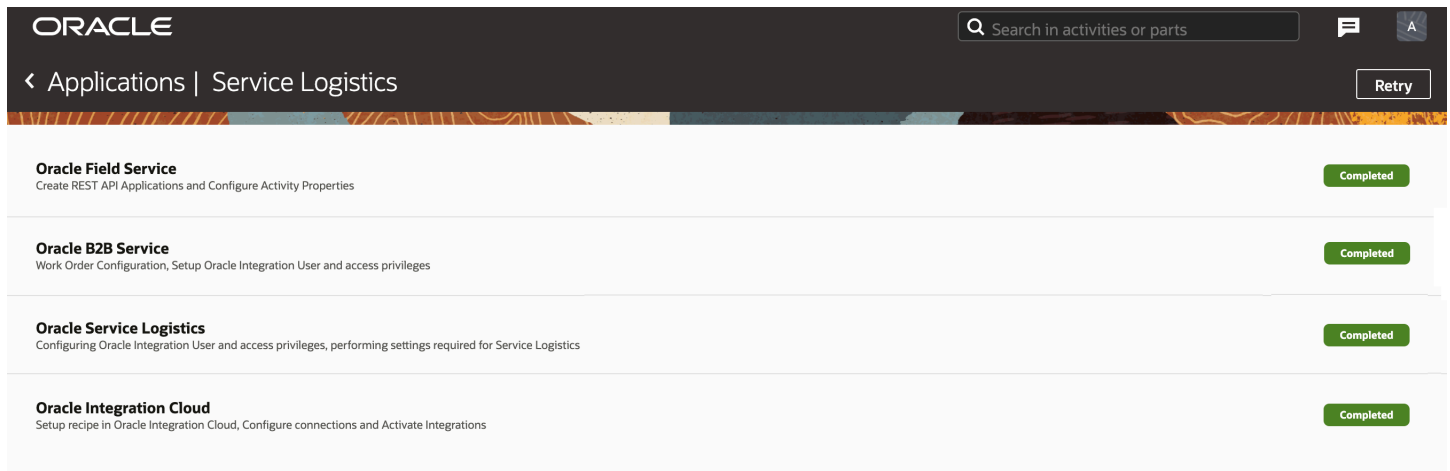 ORACLE
Search in activities or parts
A
Applications | Service Logistics
Retry
Oracle Field Service
Create REST API Applications and Configure Activity Properties
Completed
Oracle B2B Service
Work Order Configuration, Setup Oracle Integration User and access privileges
Completed
Oracle Service Logistics
Configuring Oracle Integration User and access privileges, performing settings required for Service Logistics
Completed
Oracle Integration Cloud
Setup recipe in Oracle Integration Cloud, Configure connections and Activate Integrations
Completed